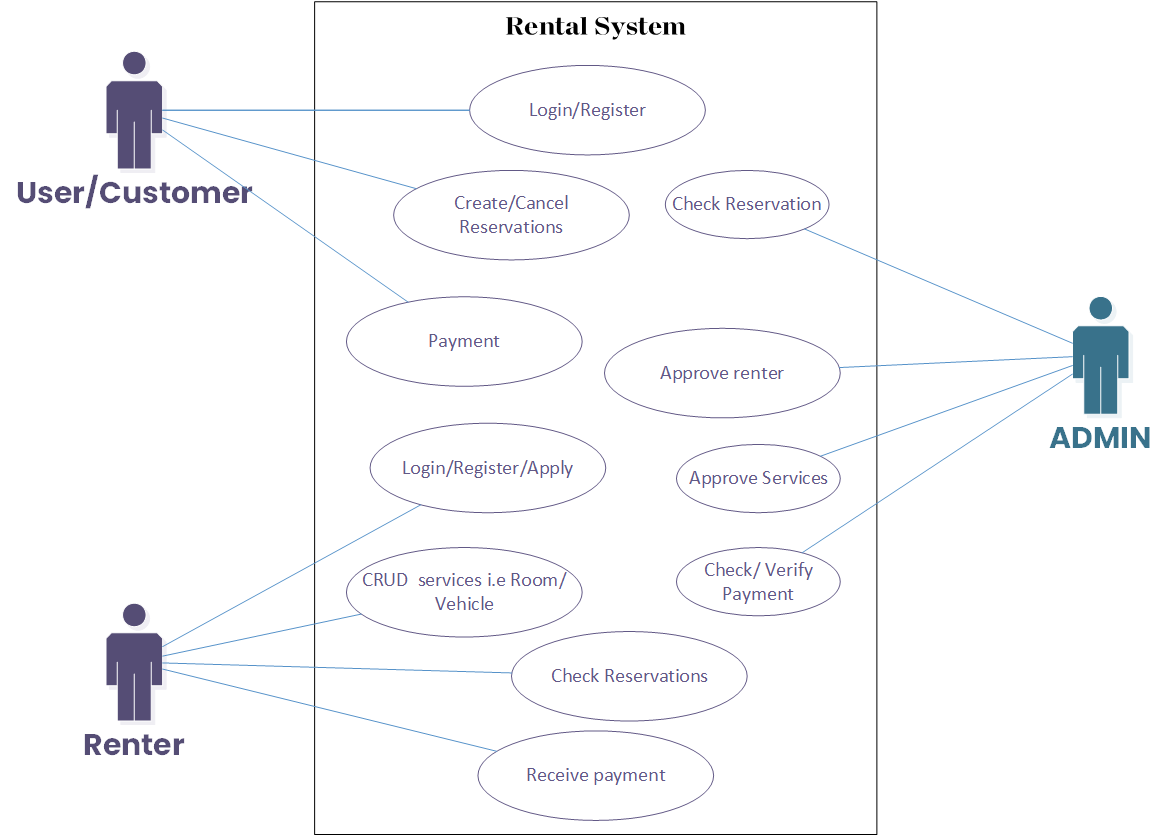 Rental System
Login/Register
User/Customer
Create/Cancel
Reservations
Check Reservation
Payment
Approve renter
ADMIN
Login/Register/Apply
Approve Services
CRUD  services i.e Room/
Vehicle
Check/ Verify
Payment
Check Reservations
Renter
Receive payment